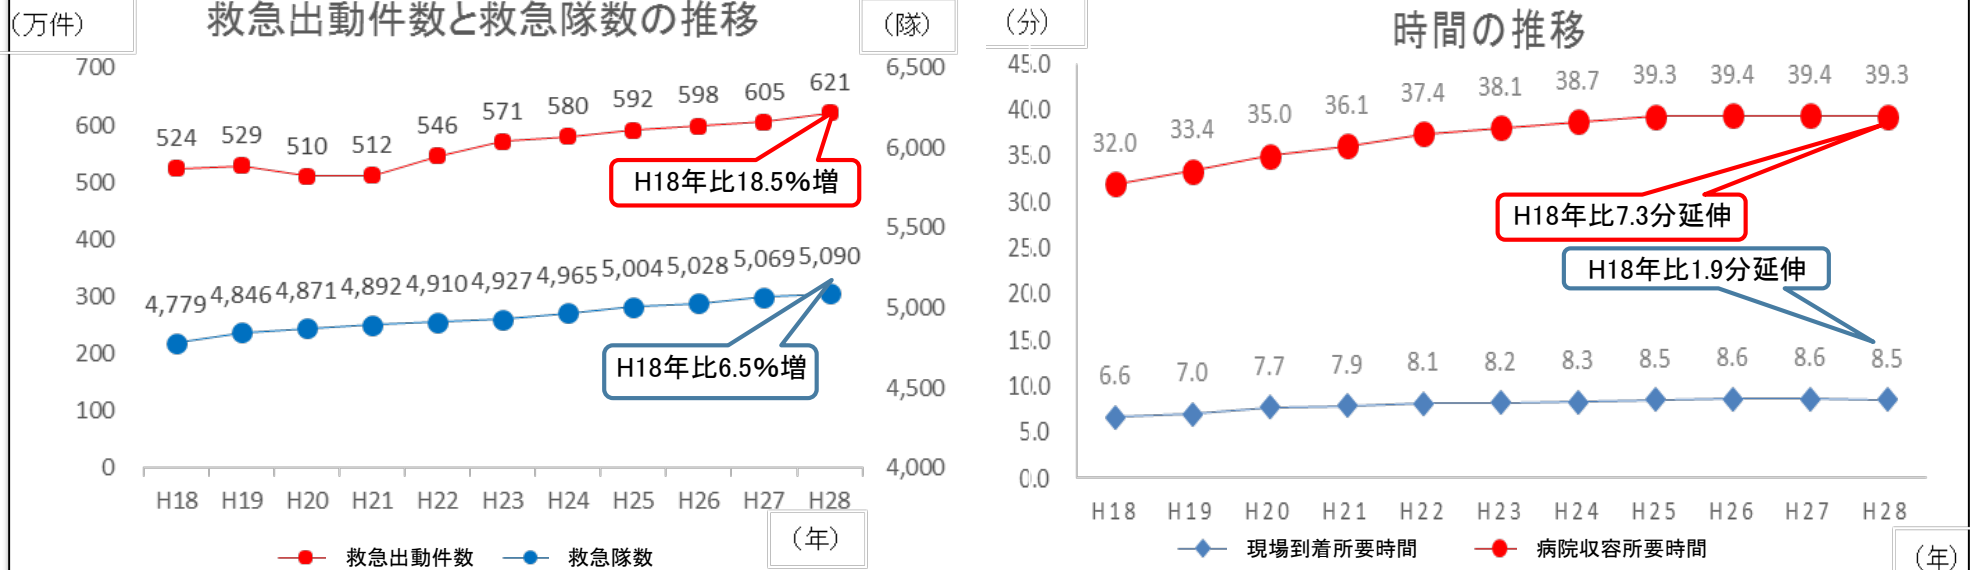 (万件)
救急出動件数と救急隊数の推移
(隊)
700
600
500
400
300
200
100
0
6,500
6,000
5,500
5,000
4,500
4,000
524 529 510 512 546 571 580 592 598 605 621
H18年比18.5%増
4,779 4,846 4,871 4,892 4,910 4,927 4,965 5,004 5,028 5,069 5,090
H18年比6.5%増
H18 H19 H20 H21 H22 H23 H24 H25 H26 H27 H28
(年)
救急出動件数 救急隊数
(分)
時間の推移
45.0
40.0
35.0
30.0
25.0
20.0
15.0
10.0
5.0
0.0
32.0 33.4 35.0 36.1 37.4 38.1 38.7 39.3 39.4 39.4 39.3
H18年比7.3分延伸
H18年比1.9分延伸
6.6 7.0 7.7 7.9 8.1 8.2 8.3 8.5 8.6 8.6 8.5
H18 H19 H20 H21 H22 H23 H24 H25 H26 H27 H28
現場到着所要時間 病院収容所要時間
(年)